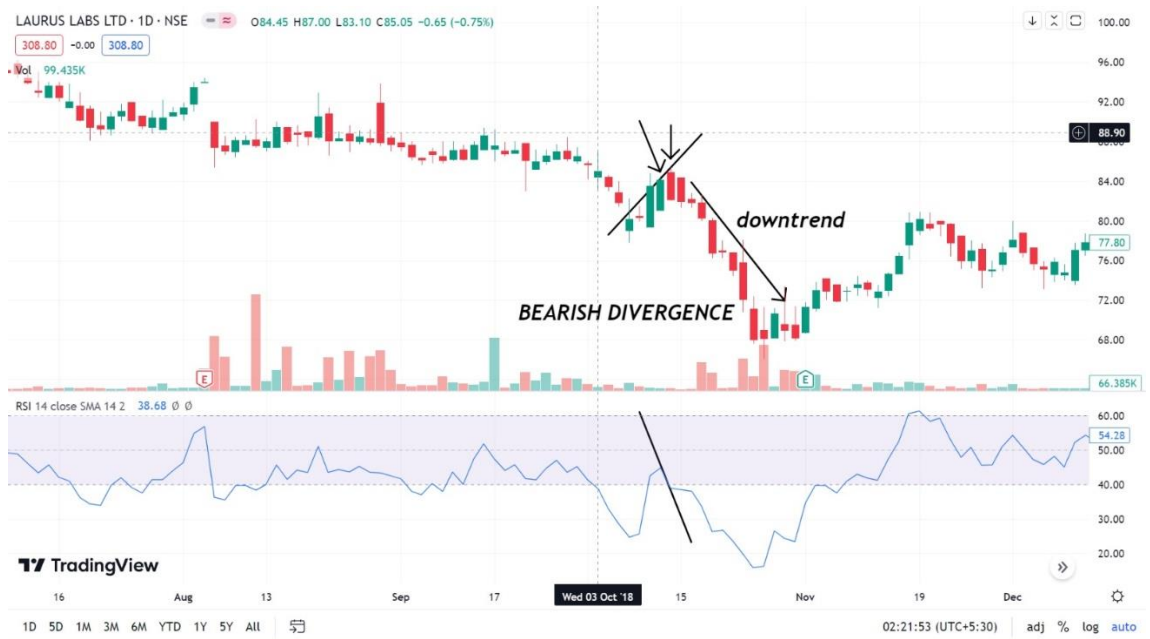 LAURUS LABS LTD · 1D · NSE O84.45 H87.00 L83.10 C85.05 −0.65 (−0.75%)
308.80 -0.00 308.80
Vol 99.435K
100.00
96.00
92.00
88.90
84.00
80.00
77.80
76.00
72.00
68.00
66.385K
downtrend
BEARISH DIVERGENCE
E
E
RSI 14 close SMA 14 2 38.68 Ø Ø
60.00
54.28
50.00
40.00
30.00
20.00
TradingView
16 Aug 13 Sep 17 Wed 03 Oct '18 15 Nov 19 Dec
1D 5D 1M 3M 6M YTD 1Y 5Y All 02:21:53 (UTC+5:30) adj % log auto